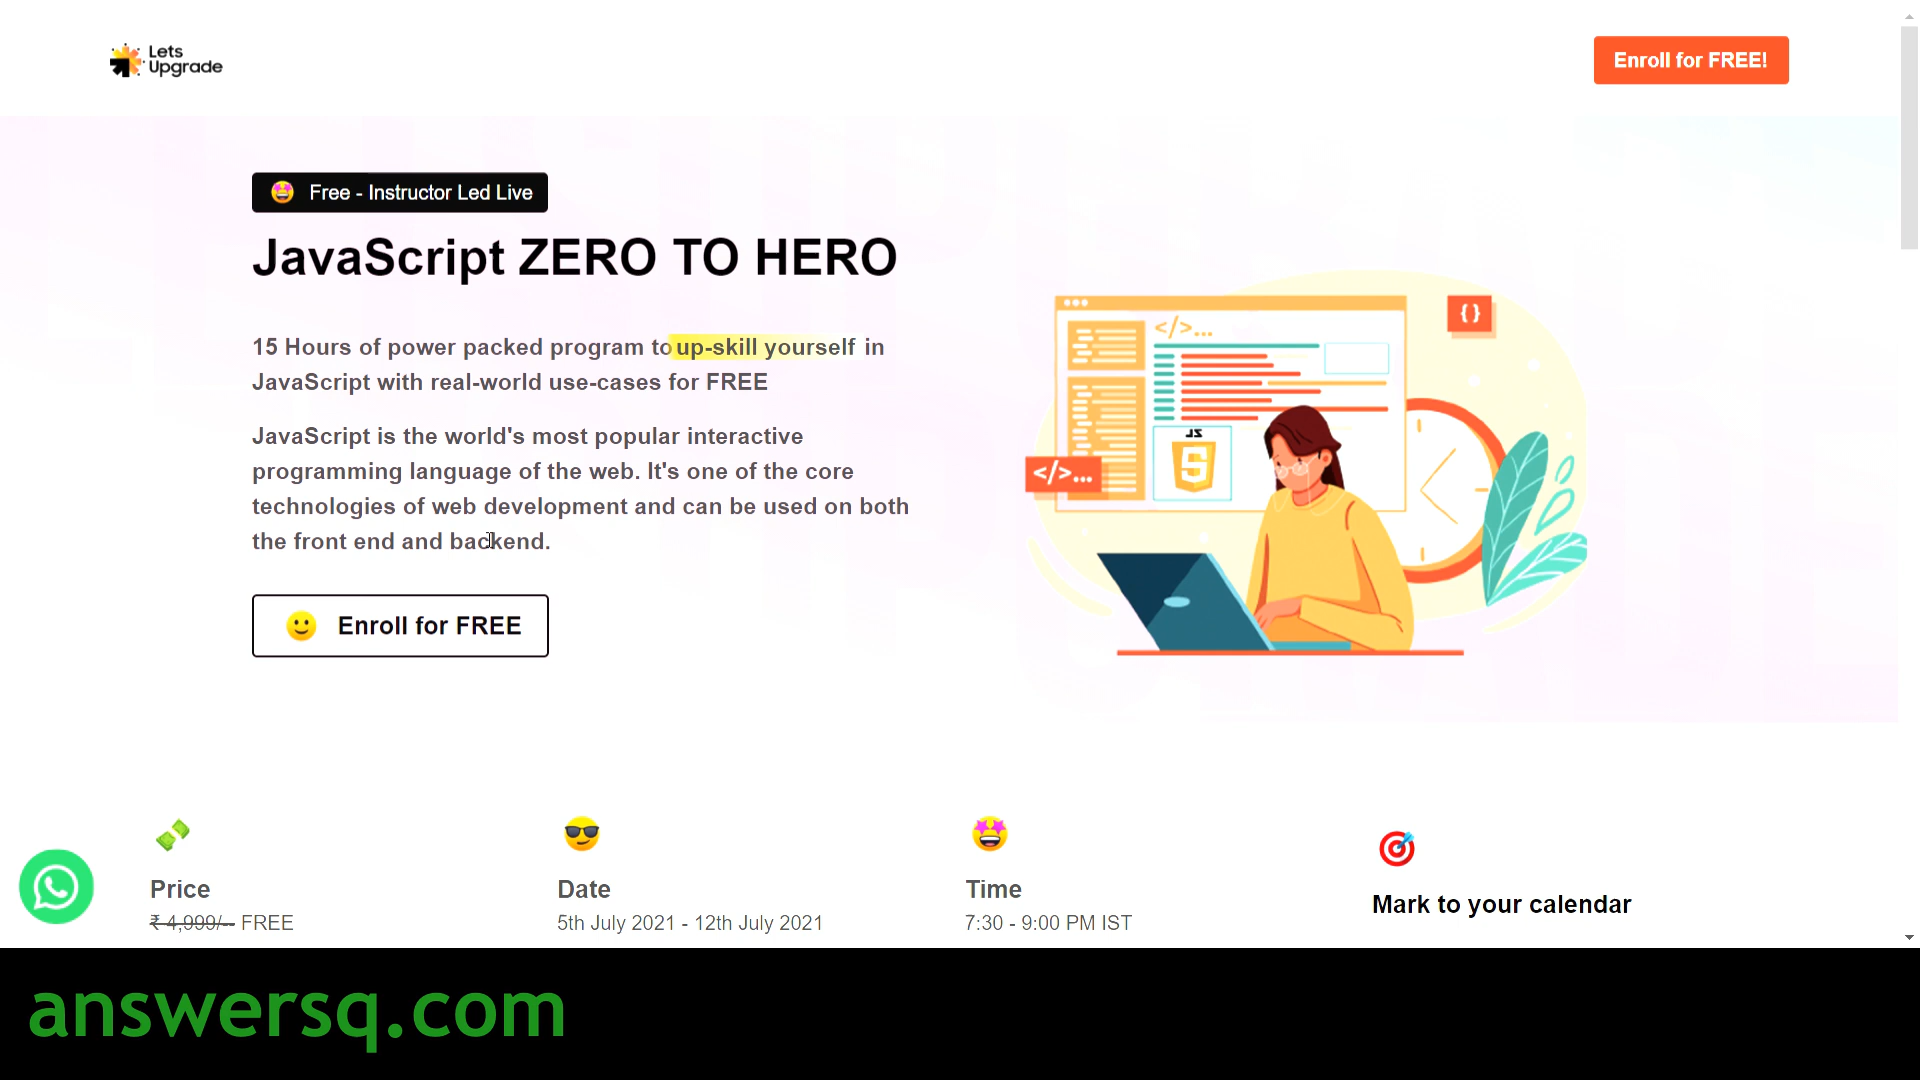 Lets
Upgrade
Enroll for FREE!
Free - Instructor Led Live
JavaScript ZERO TO HERO
15 Hours of power packed program to up-skill yourself in
JavaScript with real-world use-cases for FREE
JavaScript is the world's most popular interactive
programming language of the web. It's one of the core
technologies of web development and can be used on both
the front end and backend.
Enroll for FREE
</>...
{}
JS
5
</>...
Price
₹ 4,999/-- FREE
Date
5th July 2021 - 12th July 2021
Time
7:30 - 9:00 PM IST
Mark to your calendar
answersq.com